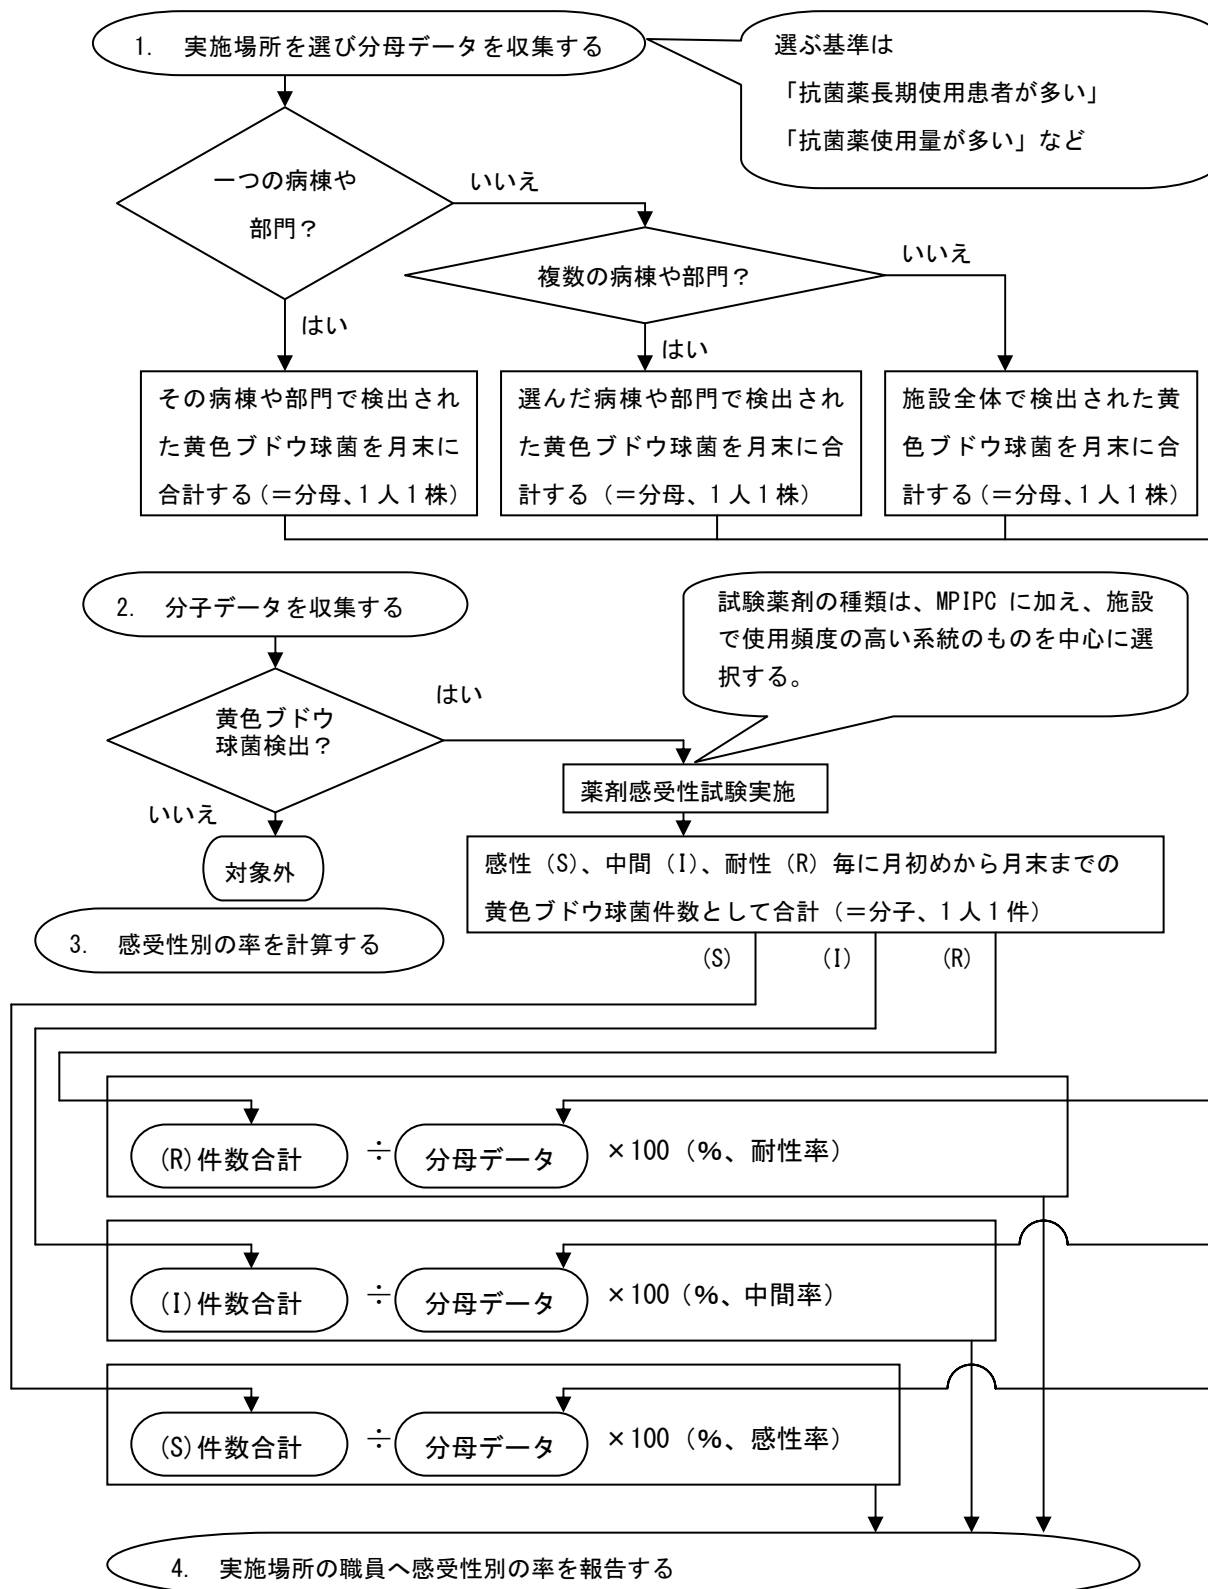 1.　実施場所を選び分母データを収集する
選ぶ基準は
「抗菌薬長期使用患者が多い」
「抗菌薬使用量が多い」など
一つの病棟や
部門？
いいえ
複数の病棟や部門？
いいえ
はい
はい
その病棟や部門で検出され
た黄色ブドウ球菌を月末に
合計する（＝分母、1人1株）
選んだ病棟や部門で検出され
た黄色ブドウ球菌を月末に合
計する（＝分母、1人1株）
施設全体で検出された黄
色ブドウ球菌を月末に合
計する（＝分母、1人1株）
2.　分子データを収集する
試験薬剤の種類は、MPIPC に加え、施設
で使用頻度の高い系統のものを中心に選
択する。
黄色ブドウ
球菌検出？
はい
いいえ
対象外
薬剤感受性試験実施
感性（S）、中間（I）、耐性（R）毎に月初めから月末までの
黄色ブドウ球菌件数として合計（＝分子、1人1件）
3.　感受性別の率を計算する
（S）　（I）　（R）
(R)件数合計 ÷ 分母データ ×100（%、耐性率）
(I)件数合計 ÷ 分母データ ×100（%、中間率）
(S)件数合計 ÷ 分母データ ×100（%、感性率）
4.　実施場所の職員へ感受性別の率を報告する